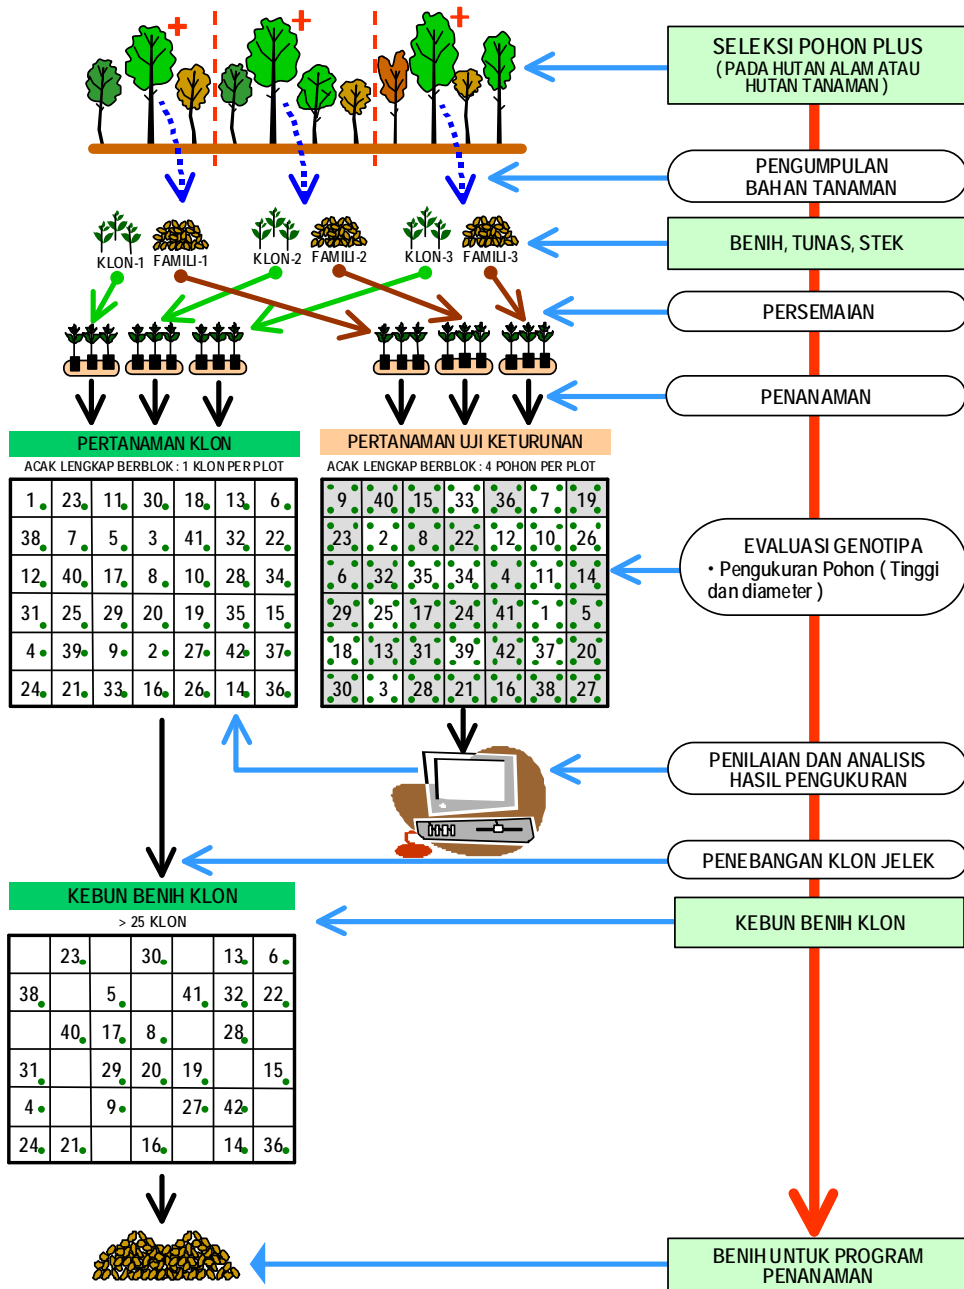 SELEKSI POHON PLUS
( PADA HUTAN ALAM ATAU
HUTAN TANAMAN )
PENGUMPULAN
BAHAN TANAMAN
BENIH, TUNAS, STEK
KLON-1 FAMILI-1 KLON-2 FAMILI-2 KLON-3 FAMILI-3
PERSEMAIAN
PENANAMAN
PERTANAMAN KLON
ACAK LENGKAP BERBLOK : 1 KLON PER PLOT
1 23 11 30 18 13 6
38 7 5 3 41 32 22
12 40 17 8 10 28 34
31 25 29 20 19 35 15
4 39 9 2 27 42 37
24 21 33 16 26 14 36
PERTANAMAN UJI KETURUNAN
ACAK LENGKAP BERBLOK : 4 POHON PER PLOT
9 40 15 33 36 7 19
23 2 8 22 12 10 26
6 32 35 34 4 11 14
29 25 17 24 41 1 5
18 13 31 39 42 37 20
30 3 28 21 16 38 27
EVALUASI GENOTIPA
• Pengukuran Pohon ( Tinggi
dan diameter )
PENILAIAN DAN ANALISIS
HASIL PENGUKURAN
PENEBANGAN KLON JELEK
KEBUN BENIH KLON
> 25 KLON
23 30 13 6
38 5 41 32 22
40 17 8 28
31 29 20 19 15
4 9 27 42
24 21 16 14 36
KEBUN BENIH KLON
BENIH UNTUK PROGRAM
PENANAMAN